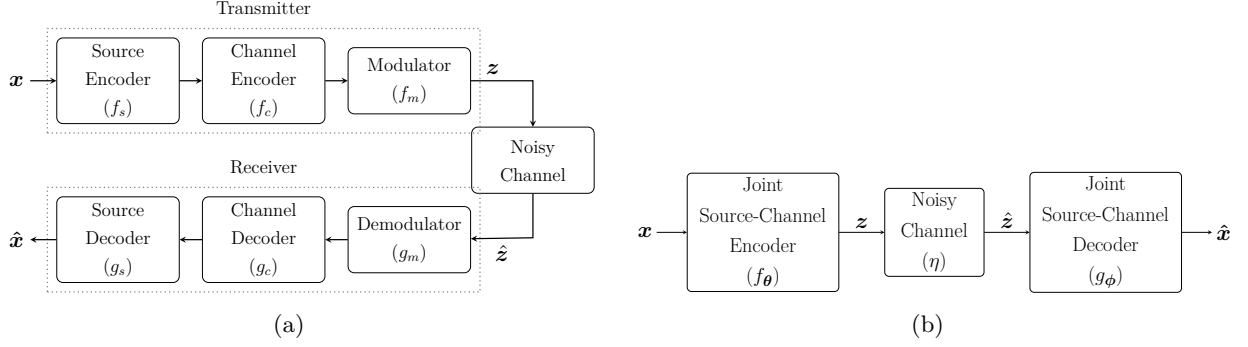 Transmitter
x
Source
Encoder
(f_s)
Channel
Encoder
(f_c)
Modulator
(f_m)
z
Noisy
Channel
Receiver
x̂
Source
Decoder
(g_s)
Channel
Decoder
(g_c)
Demodulator
(g_m)
ẑ
(a)
x
Joint
Source-Channel
Encoder
(f_θ)
z
Noisy
Channel
(η)
ẑ
Joint
Source-Channel
Decoder
(g_ϕ)
x̂
(b)